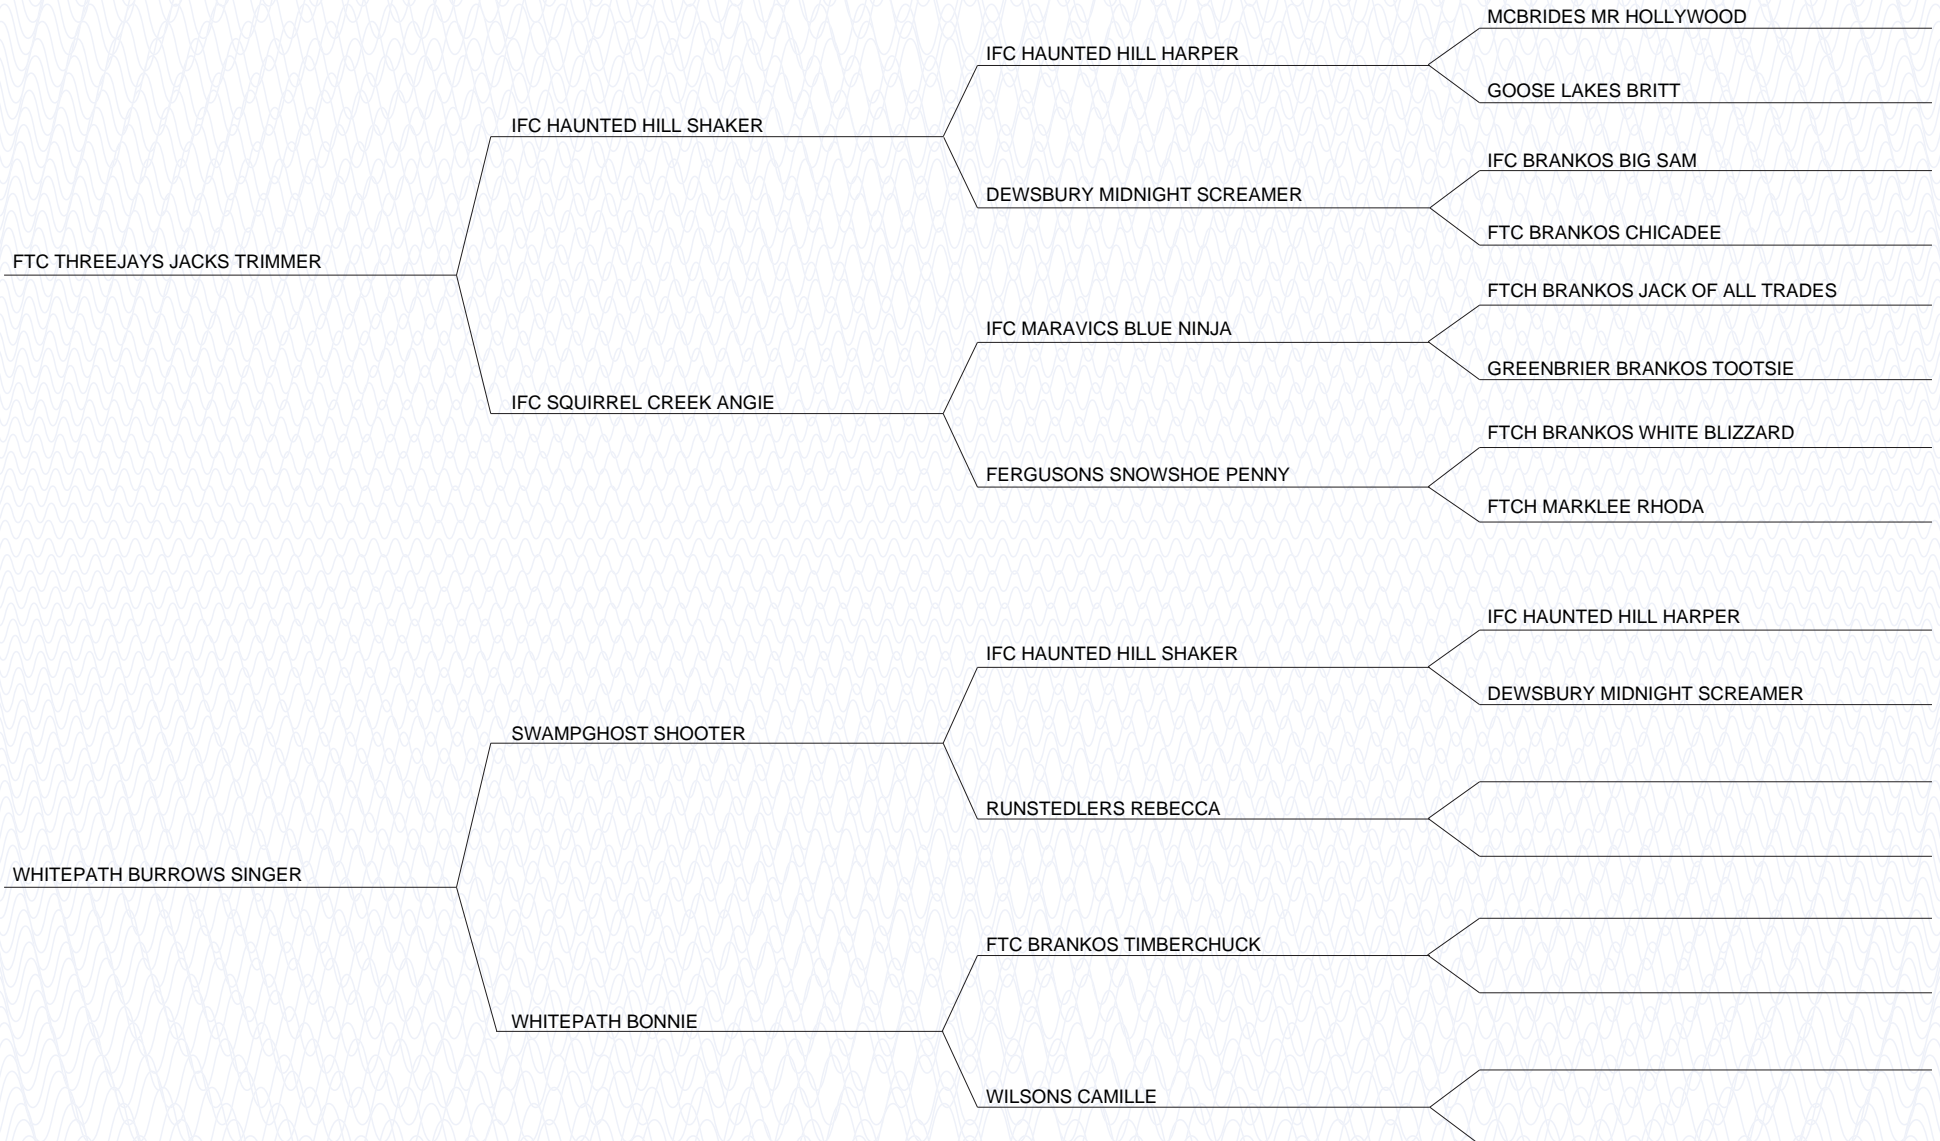 MCBRIDES MR HOLLYWOOD
IFC HAUNTED HILL HARPER
GOOSE LAKES BRITT
IFC HAUNTED HILL SHAKER
IFC BRANKOS BIG SAM
DEWSBURY MIDNIGHT SCREAMER
FTC BRANKOS CHICADEE
FTC THREEJAYS JACKS TRIMMER
FTCH BRANKOS JACK OF ALL TRADES
IFC MARAVICS BLUE NINJA
GREENBRIER BRANKOS TOOTSIE
IFC SQUIRREL CREEK ANGIE
FTCH BRANKOS WHITE BLIZZARD
FERGUSONS SNOWSHOE PENNY
FTCH MARKLEE RHODA
IFC HAUNTED HILL HARPER
IFC HAUNTED HILL SHAKER
DEWSBURY MIDNIGHT SCREAMER
SWAMPGHOST SHOOTER
RUNSTEDLERS REBECCA
WHITEPATH BURROWS SINGER
FTC BRANKOS TIMBERCHUCK
WHITEPATH BONNIE
WILSONS CAMILLE